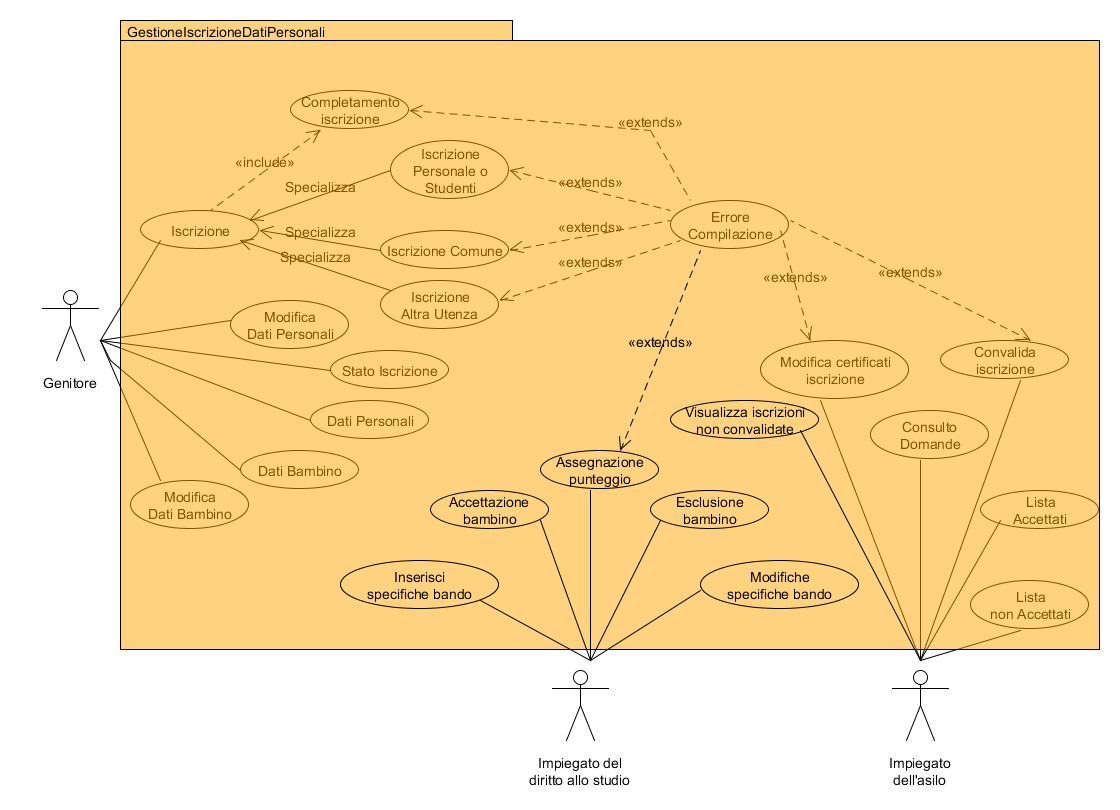 GestioneIscrizioneDatiPersonali
Completamento
iscrizione
«extends»
«include»
Iscrizione
Personale o
Studenti
«extends»
Specializza
Iscrizione
Specializza
Iscrizione Comune
«extends»
Errore
Compilazione
Specializza
«extends»
«extends»
«extends»
Iscrizione
Altra Utenza
Modifica
Dati Personali
«extends»
Genitore
Stato Iscrizione
Modifica certificati
iscrizione
Convalida
iscrizione
Dati Personali
Visualizza iscrizioni
non convalidate
Consulto
Domande
Dati Bambino
Assegnazione
punteggio
Modifica
Dati Bambino
Accettazione
bambino
Esclusione
bambino
Lista
Accettati
Inserisci
specifiche bando
Modifiche
specifiche bando
Lista
non Accettati
Impiegato del
diritto allo studio
Impiegato
dell'asilo